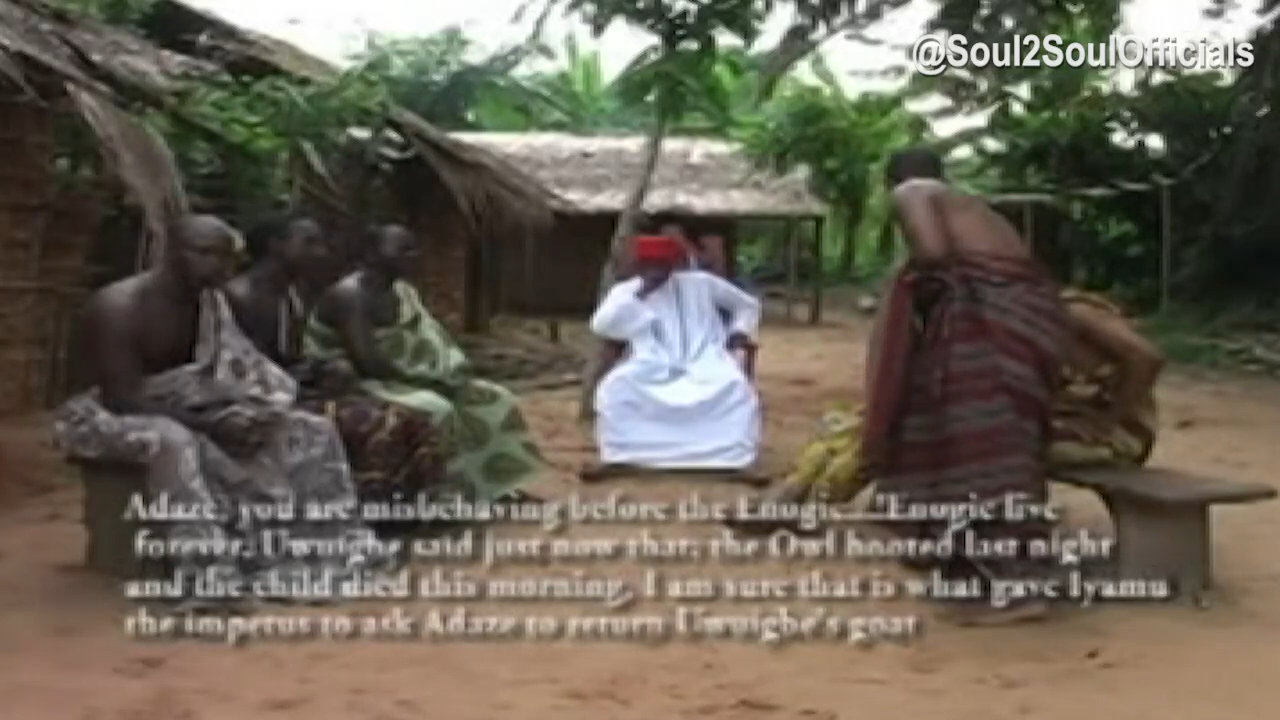 @Soul2SoulOfficials
Adaze, you are misbehaving before the Enogie "Enogie live
forever, Uwuigbe said just now that; the Owl hooted last night
and the child died this morning, I am sure that is what gave Iyamu
the impetus to ask Adaze to return Uwuigbe's goat